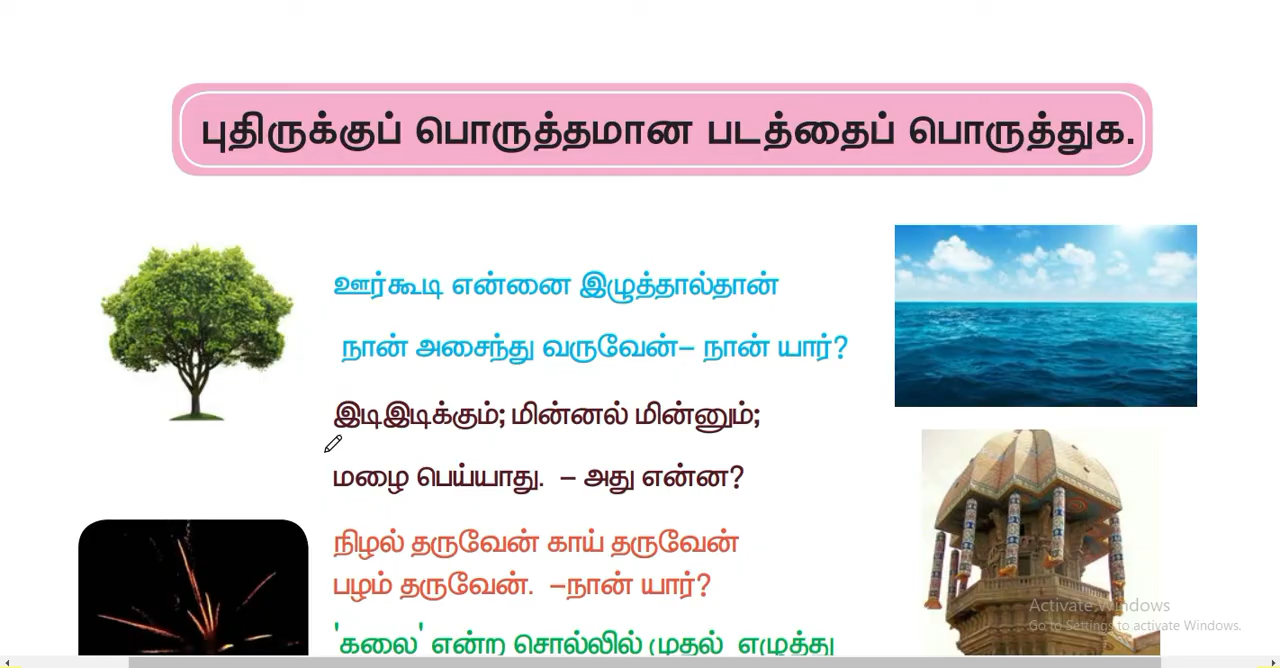 புதிருக்குப் பொருத்தமான படத்தைப் பொருத்துக.
ஊர்கூடி என்னை இழுத்தால்தான்
நான் அசைந்து வருவேன்– நான் யார்?
இடிஇடிக்கும்; மின்னல் மின்னும்;
மழை பெய்யாது. – அது என்ன?
நிழல் தருவேன் காய் தருவேன்
பழம் தருவேன். –நான் யார்?
'கலை' என்ற சொல்லில் முதல் எழுத்து
Activate Windows
Go to Settings to activate Windows.